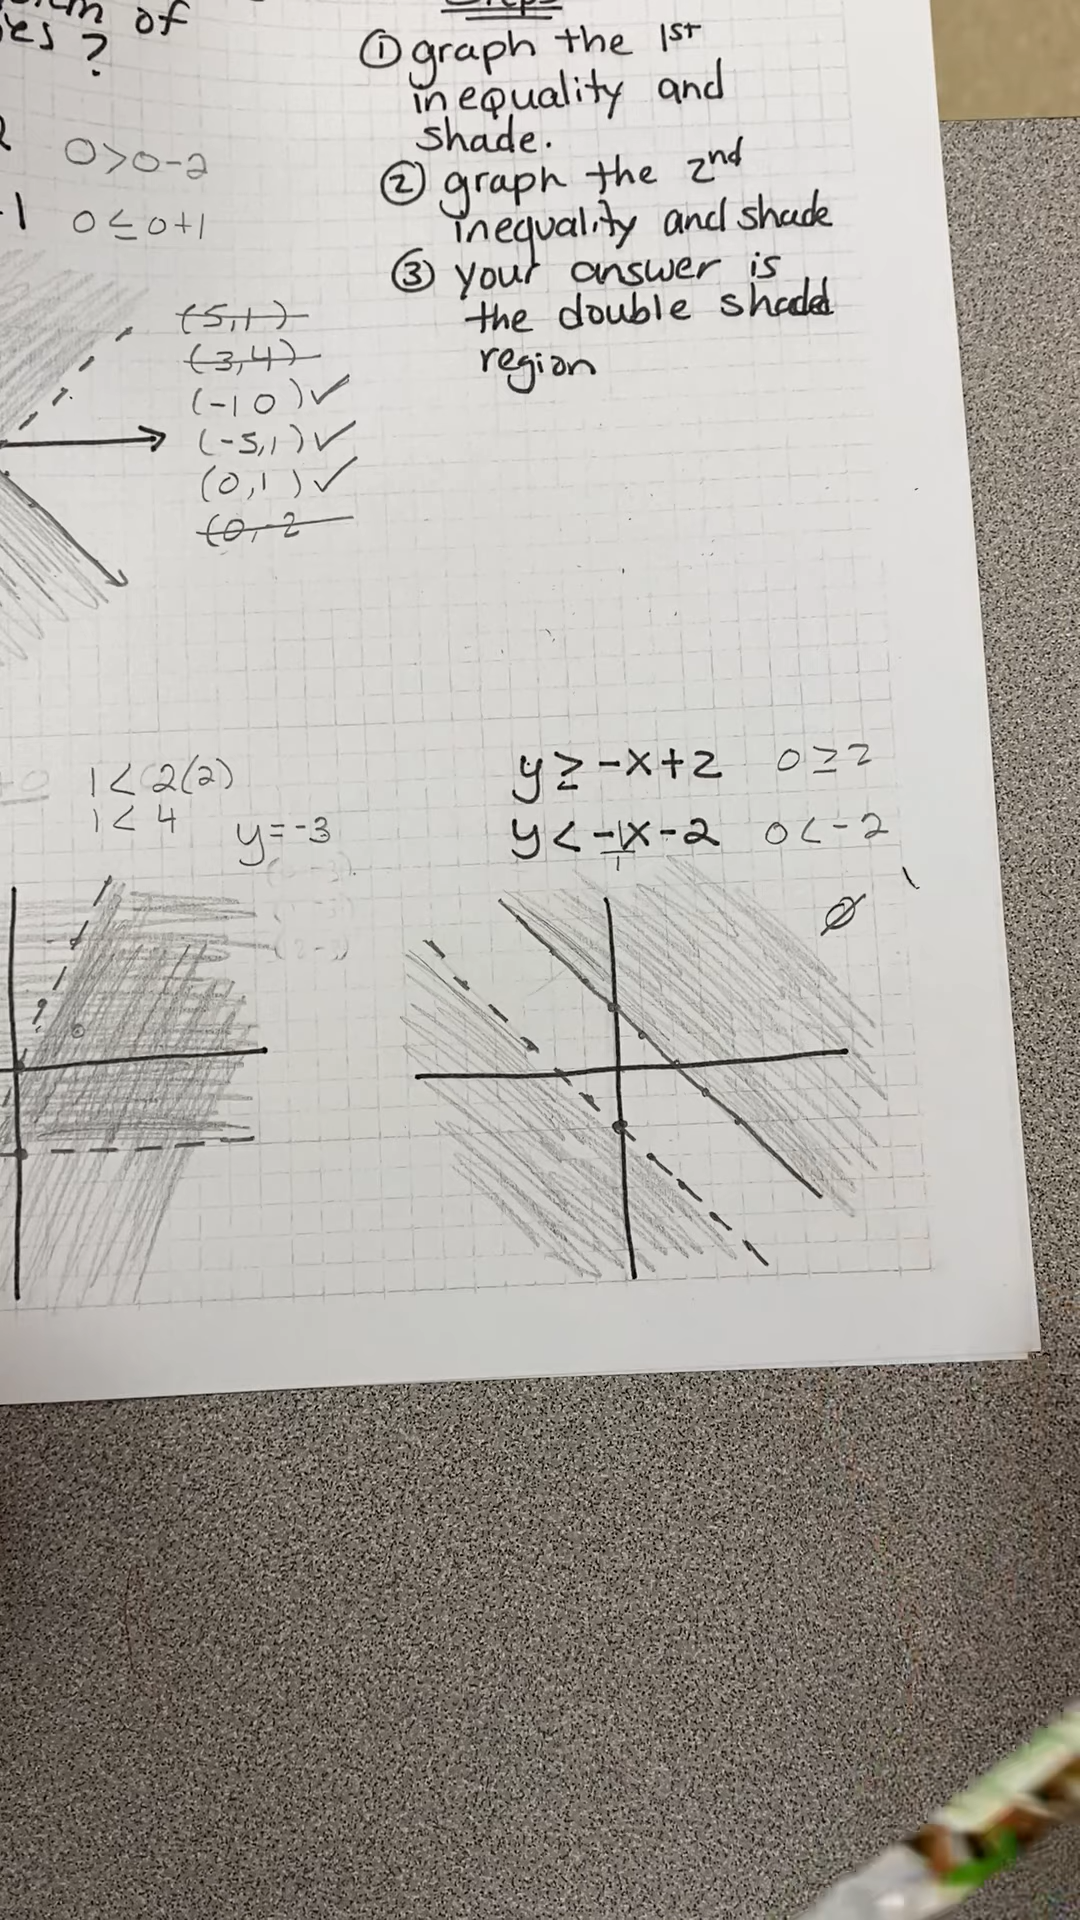 of
?
Steps
① graph the 1st
inequality and
shade.
② graph the 2nd
inequality and shade
③ your answer is
the double shaded
region
0>0-2
-1 0≤0+1
(5,1)
(3,4)
(-1 0)✓
(-5,1)✓
(0,1)✓
(0,-2
1<2(2)
1<4
y=-3
y≥-x+2 0≥2
y<-1x-2 0<-2
1
∅